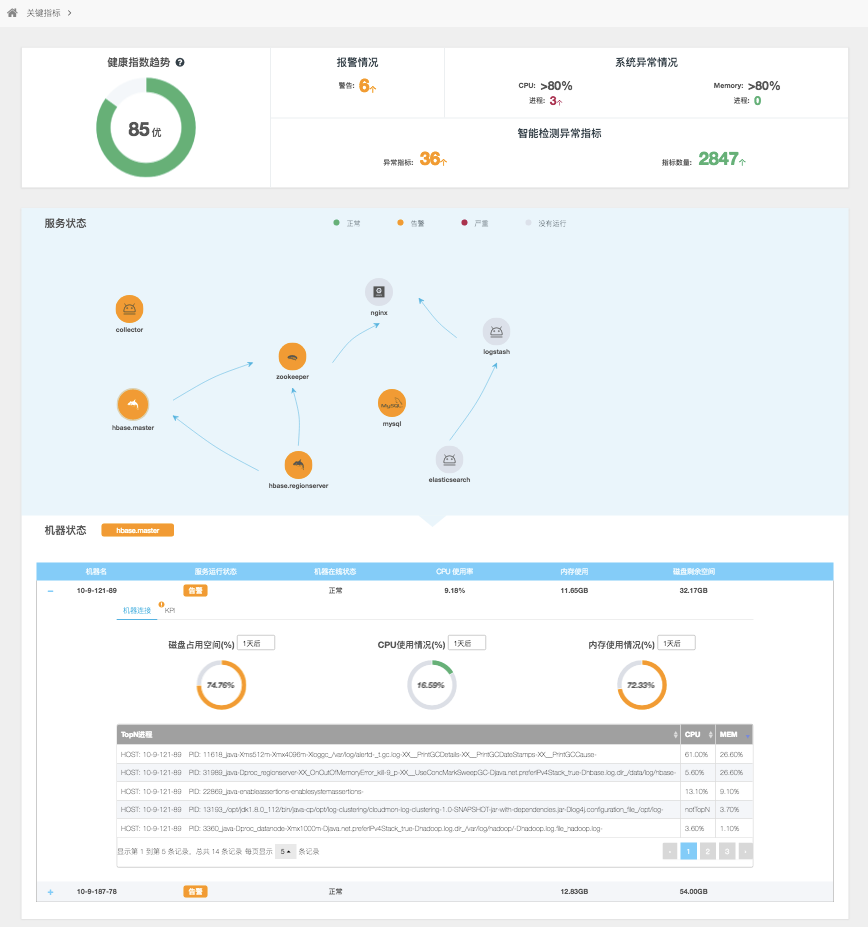 关键指标
健康指数趋势
85 优
报警情况
警告: 6个
系统异常情况
CPU: >80%
进程: 3个
Memory: >80%
进程: 0
智能检测异常指标
异常指标: 36个
指标数量: 2847个
服务状态
正常 告警 严重 没有运行
nginx
collector
logstash
zookeeper
hbase.master
MySQL
mysql
elasticsearch
hbase.regionserver
机器状态 hbase.master
机器名 服务运行状态 机器在线状态 CPU 使用率 内存使用 磁盘剩余空间
10-9-121-89 告警 正常 9.18% 11.65GB 32.17GB
机器连接 KPI
磁盘占用空间(%) 1天后
CPU使用情况(%) 1天后
内存使用情况(%) 1天后
74.76% 16.59% 72.33%
TopN进程 CPU MEM
HOST: 10-9-121-89 PID: 11618_java-Xms512m-Xmx4096m-Xloggc_/var/log/alertd-_t.gc.log-XX__PrintGCDetails-XX__PrintGCDateStamps-XX__PrintGCCause- 61.00% 26.60%
HOST: 10-9-121-89 PID: 31989_java-Dproc_regionserver-XX_OnOutOfMemoryError_kill-9_p-XX__UseConcMarkSweepGC-Djava.net.preferIPv4Stack_true-Dhbase.log.dir_/data/log/hbase- 5.60% 26.60%
HOST: 10-9-121-89 PID: 22869_java-enableassertions-enablesystemassertions- 13.10% 9.10%
HOST: 10-9-121-89 PID: 13193_/opt/jdk1.8.0_112/bin/java-cp/opt/log-clustering/cloudmon-log-clustering-1.0-SNAPSHOT-jar-with-dependencies.jar-Dlog4j.configuration_file_/opt/log- notTopN 3.70%
HOST: 10-9-121-89 PID: 3360_java-Dproc_datanode-Xmx1000m-Djava.net.preferIPv4Stack_true-Dhadoop.log.dir_/var/log/hadoop/-Dhadoop.log.file_hadoop.log- 3.60% 1.10%
显示第 1 到第 5 条记录，总共 14 条记录 每页显示 5 条记录 ‹ 1 2 3 ›
10-9-187-78 告警 正常 12.83GB 54.00GB